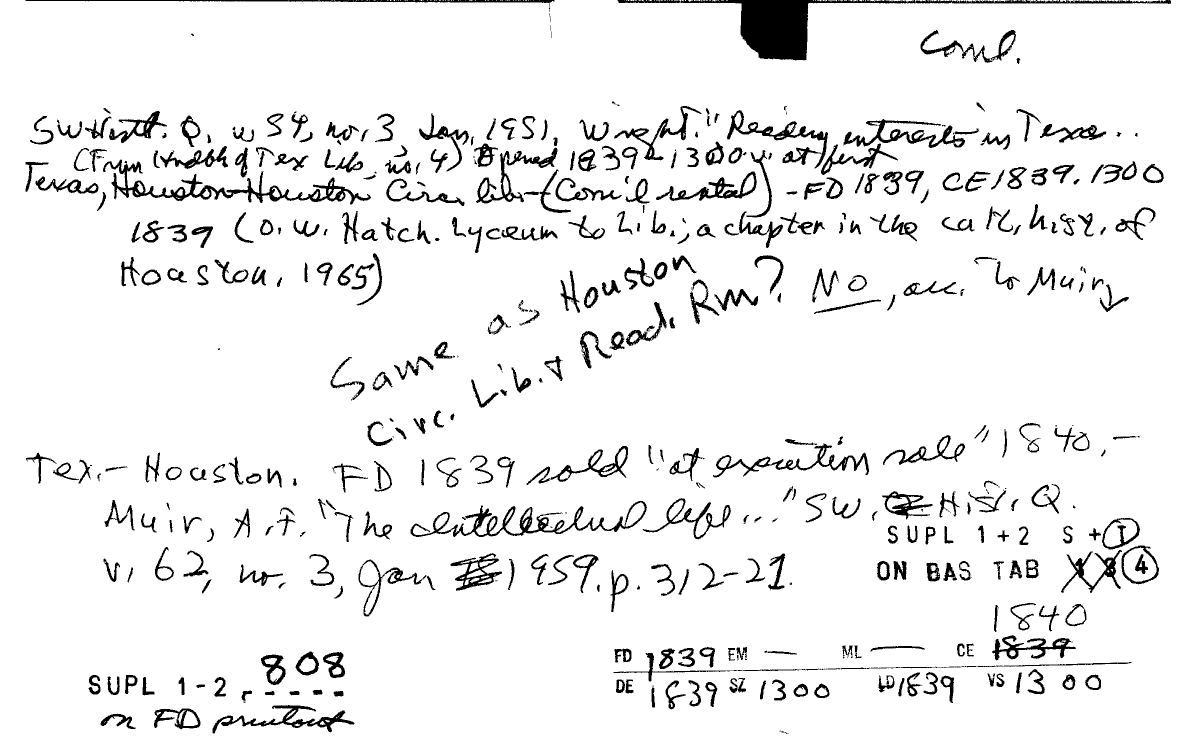 Coml.
SW Hist. Q. v 54, no. 3 Jan, 1951, Wright. "Reading interests in Texas..
(From Hndbk of Tex Lib, no. 4) Opened 1839 - 1300 v. at first
Texas, Houston-Houston Circ. libr-(Com'l rental) - FD 1839, CE 1839. 1300
1839 (O. W. Hatch. Lyceum to Lib.; a chapter in the cult, hist, of
Houston, 1965)
Same as Houston
Circ. Lib. + Read. Rm? NO, acc. to Muir
Tex.- Houston. FD 1839 sold "at execution sale" 1840.-
Muir, A.F. "The Intellectual life..." SW. Hist. Q.
v. 62, no. 3, Jan 1959. p. 312-21.
SUPL 1+2 S + T
ON BAS TAB 4
1840
FD 1839 EM — ML — CE 1839
DE 1839 SZ 1300 LD 1839 VS 1300
SUPL 1-2, 808
on FD printout